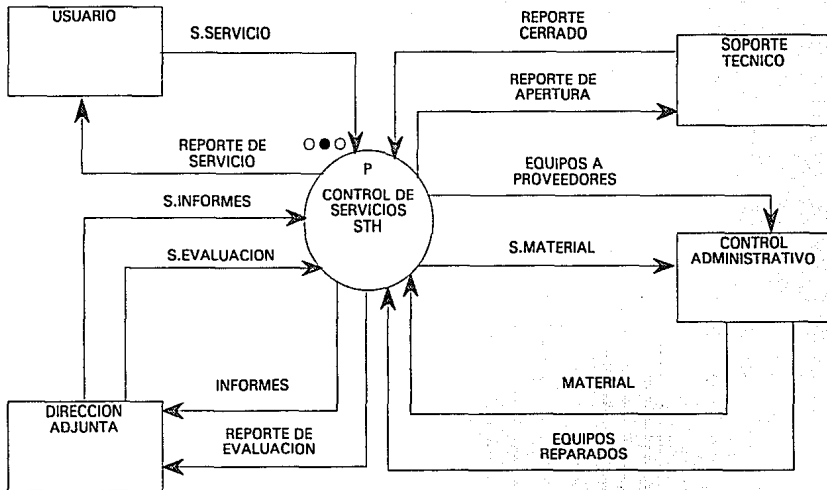 USUARIO
S.SERVICIO
REPORTE
CERRADO
SOPORTE
TECNICO
REPORTE DE
APERTURA
REPORTE DE
SERVICIO
P
CONTROL DE
SERVICIOS
STH
EQUIPOS A
PROVEEDORES
S.INFORMES
S.EVALUACION
S.MATERIAL
CONTROL
ADMINISTRATIVO
INFORMES
MATERIAL
DIRECCION
ADJUNTA
REPORTE DE
EVALUACION
EQUIPOS
REPARADOS